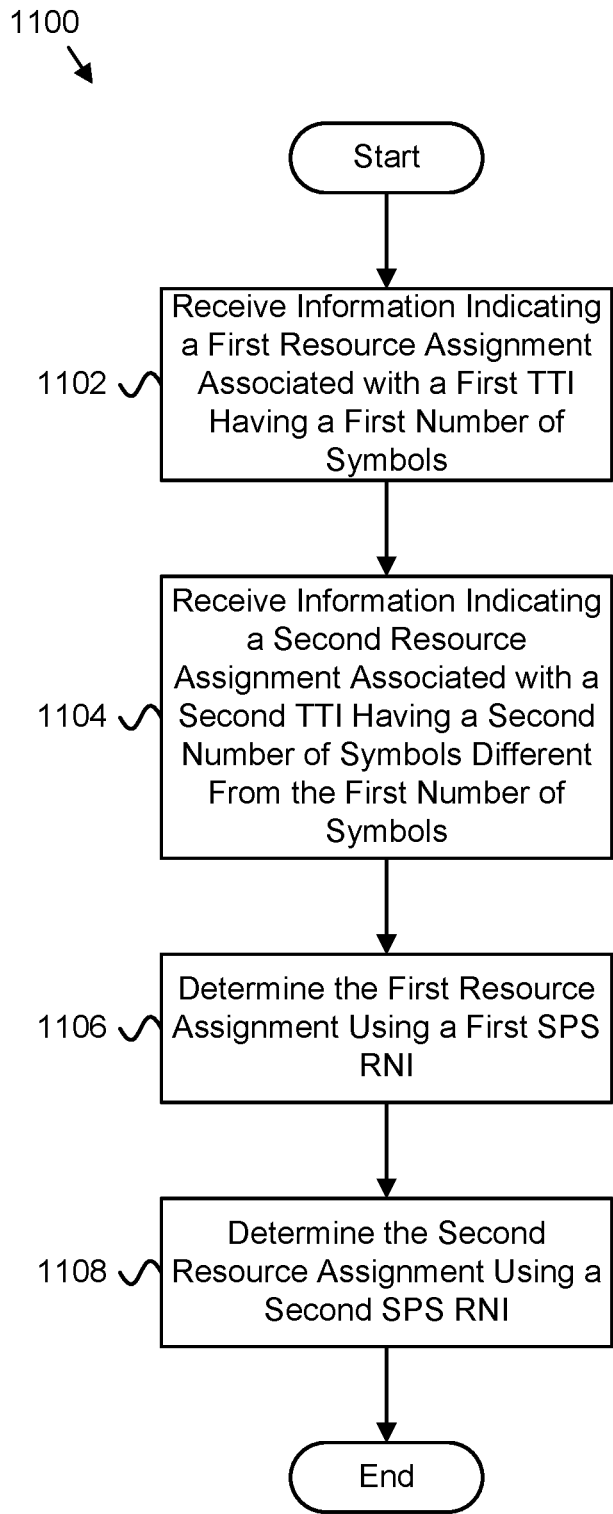 1100
Start
Receive Information Indicating
a First Resource Assignment
Associated with a First TTI
Having a First Number of
Symbols
1102
Receive Information Indicating
a Second Resource
Assignment Associated with a
Second TTI Having a Second
Number of Symbols Different
From the First Number of
Symbols
1104
Determine the First Resource
Assignment Using a First SPS
RNI
1106
Determine the Second
Resource Assignment Using a
Second SPS RNI
1108
End